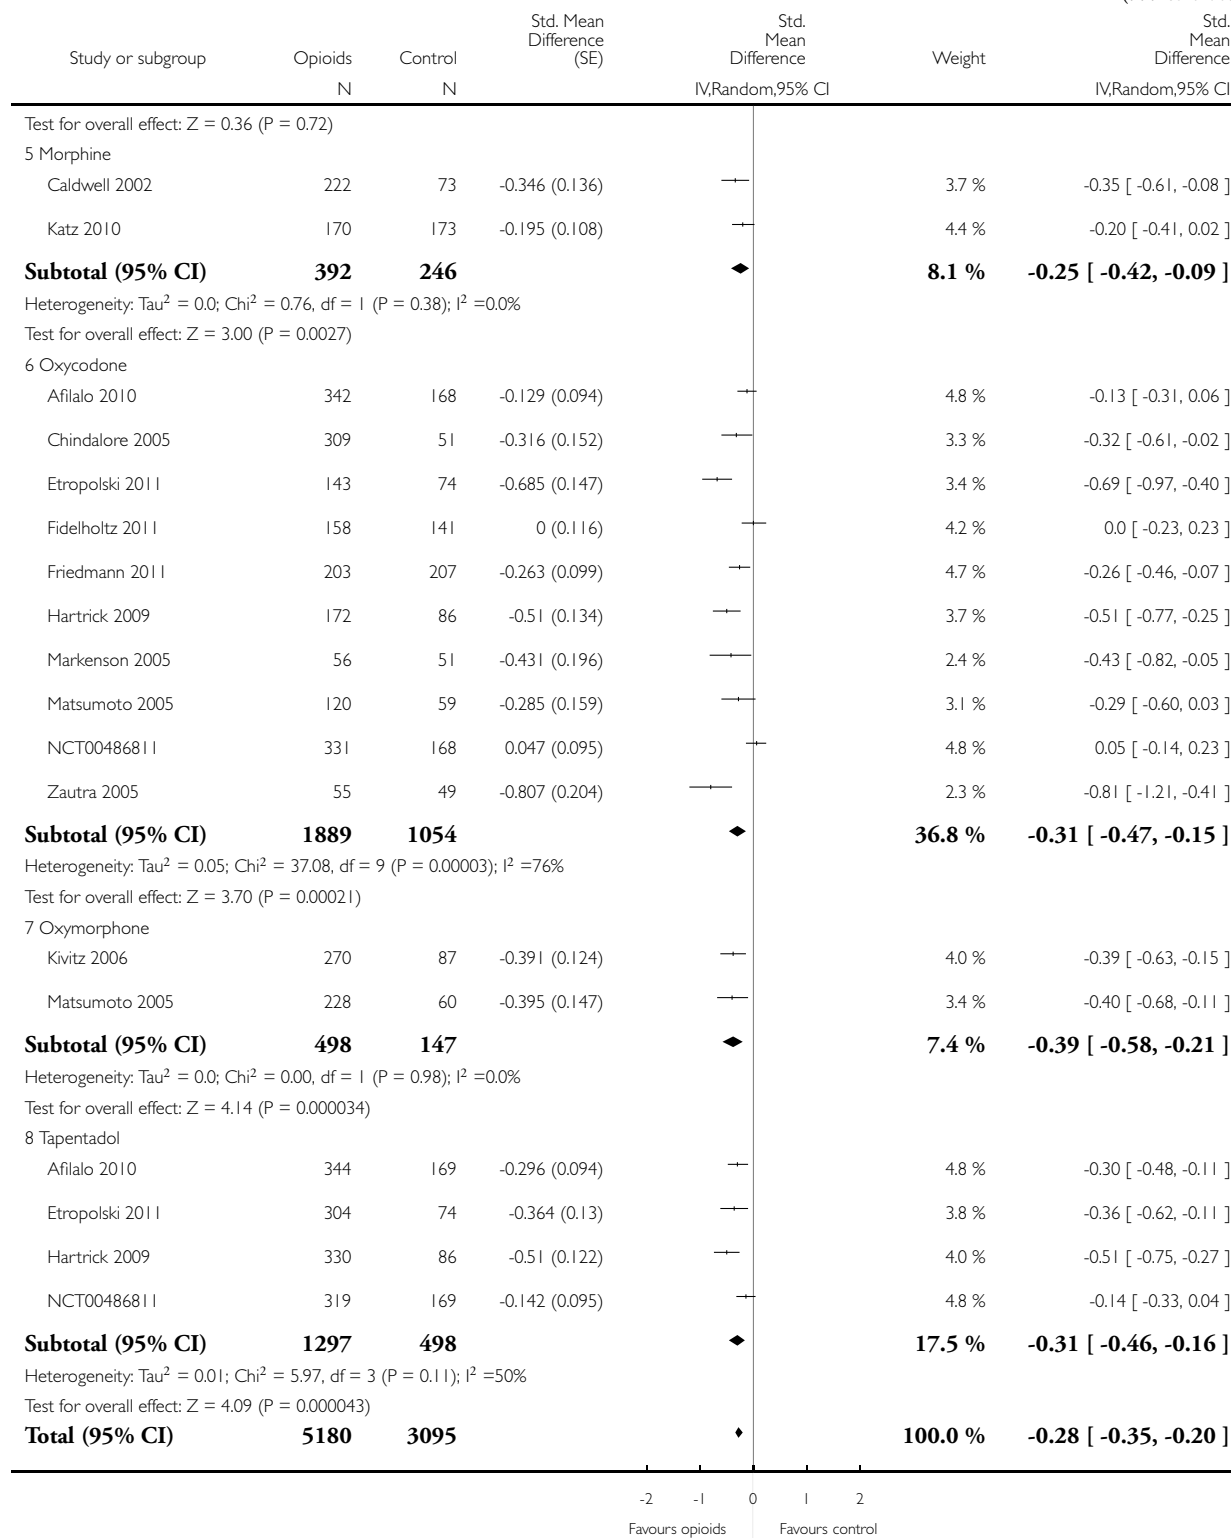 Std. Mean Difference (SE) Std. Mean Difference Std. Mean Difference
Study or subgroup Opioids Control Weight
N N IV,Random,95% CI IV,Random,95% CI
Test for overall effect: Z = 0.36 (P = 0.72)
5 Morphine
Caldwell 2002 222 73 -0.346 (0.136) 3.7 % -0.35 [ -0.61, -0.08 ]
Katz 2010 170 173 -0.195 (0.108) 4.4 % -0.20 [ -0.41, 0.02 ]
Subtotal (95% CI) 392 246 8.1 % -0.25 [ -0.42, -0.09 ]
Heterogeneity: Tau² = 0.0; Chi² = 0.76, df = 1 (P = 0.38); I² =0.0%
Test for overall effect: Z = 3.00 (P = 0.0027)
6 Oxycodone
Afilalo 2010 342 168 -0.129 (0.094) 4.8 % -0.13 [ -0.31, 0.06 ]
Chindalore 2005 309 51 -0.316 (0.152) 3.3 % -0.32 [ -0.61, -0.02 ]
Etropolski 2011 143 74 -0.685 (0.147) 3.4 % -0.69 [ -0.97, -0.40 ]
Fidelholtz 2011 158 141 0 (0.116) 4.2 % 0.0 [ -0.23, 0.23 ]
Friedmann 2011 203 207 -0.263 (0.099) 4.7 % -0.26 [ -0.46, -0.07 ]
Hartrick 2009 172 86 -0.51 (0.134) 3.7 % -0.51 [ -0.77, -0.25 ]
Markenson 2005 56 51 -0.431 (0.196) 2.4 % -0.43 [ -0.82, -0.05 ]
Matsumoto 2005 120 59 -0.285 (0.159) 3.1 % -0.29 [ -0.60, 0.03 ]
NCT00486811 331 168 0.047 (0.095) 4.8 % 0.05 [ -0.14, 0.23 ]
Zautra 2005 55 49 -0.807 (0.204) 2.3 % -0.81 [ -1.21, -0.41 ]
Subtotal (95% CI) 1889 1054 36.8 % -0.31 [ -0.47, -0.15 ]
Heterogeneity: Tau² = 0.05; Chi² = 37.08, df = 9 (P = 0.00003); I² =76%
Test for overall effect: Z = 3.70 (P = 0.00021)
7 Oxymorphone
Kivitz 2006 270 87 -0.391 (0.124) 4.0 % -0.39 [ -0.63, -0.15 ]
Matsumoto 2005 228 60 -0.395 (0.147) 3.4 % -0.40 [ -0.68, -0.11 ]
Subtotal (95% CI) 498 147 7.4 % -0.39 [ -0.58, -0.21 ]
Heterogeneity: Tau² = 0.0; Chi² = 0.00, df = 1 (P = 0.98); I² =0.0%
Test for overall effect: Z = 4.14 (P = 0.000034)
8 Tapentadol
Afilalo 2010 344 169 -0.296 (0.094) 4.8 % -0.30 [ -0.48, -0.11 ]
Etropolski 2011 304 74 -0.364 (0.13) 3.8 % -0.36 [ -0.62, -0.11 ]
Hartrick 2009 330 86 -0.51 (0.122) 4.0 % -0.51 [ -0.75, -0.27 ]
NCT00486811 319 169 -0.142 (0.095) 4.8 % -0.14 [ -0.33, 0.04 ]
Subtotal (95% CI) 1297 498 17.5 % -0.31 [ -0.46, -0.16 ]
Heterogeneity: Tau² = 0.01; Chi² = 5.97, df = 3 (P = 0.11); I² =50%
Test for overall effect: Z = 4.09 (P = 0.000043)
Total (95% CI) 5180 3095 100.0 % -0.28 [ -0.35, -0.20 ]
-2 -1 0 1 2
Favours opioids Favours control